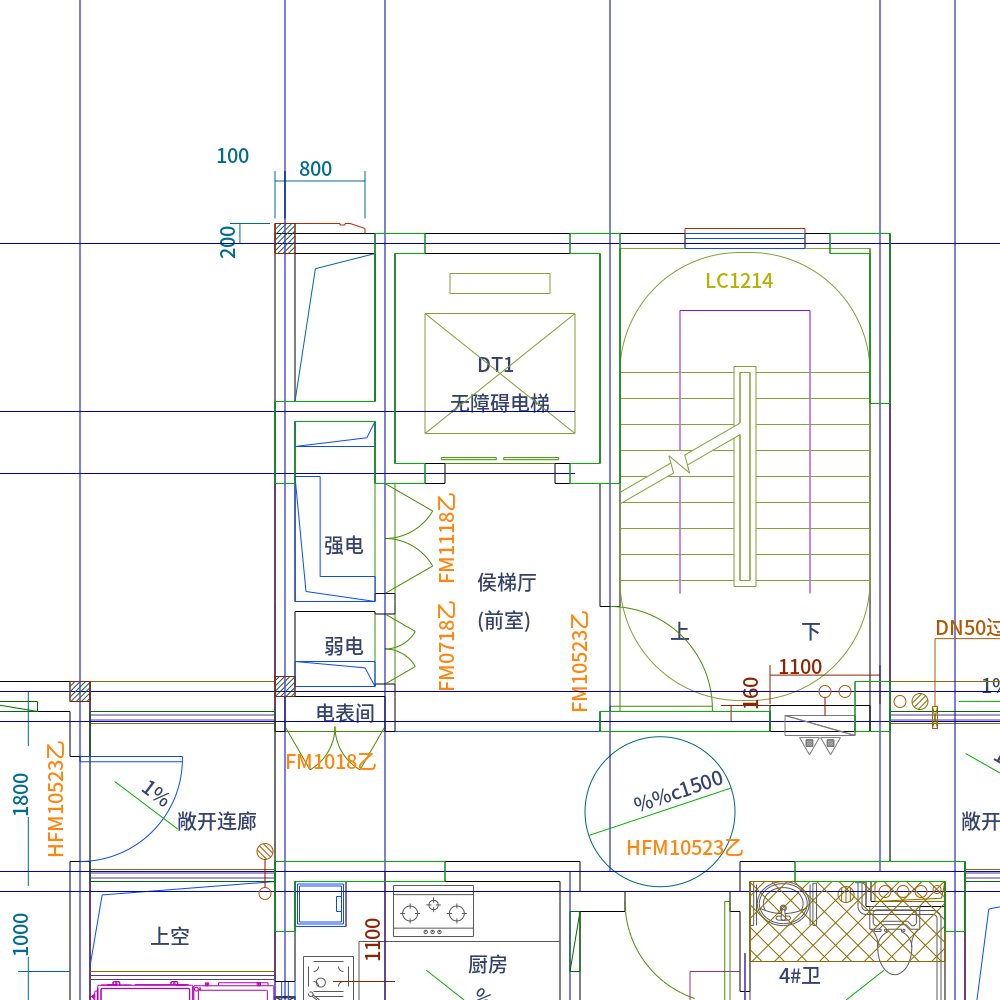 100
800
200
LC1214
DT1
无障碍电梯
强电
FM1118乙
侯梯厅
(前室)
弱电
FM0718乙
FM10523乙
上
下
DN50过
1100
160
1%
电表间
FM1018乙
HFM10523乙
1800
1%
敞开连廊
%%c1500
敞开
HFM10523乙
1000
上空
1100
厨房
4#卫
%